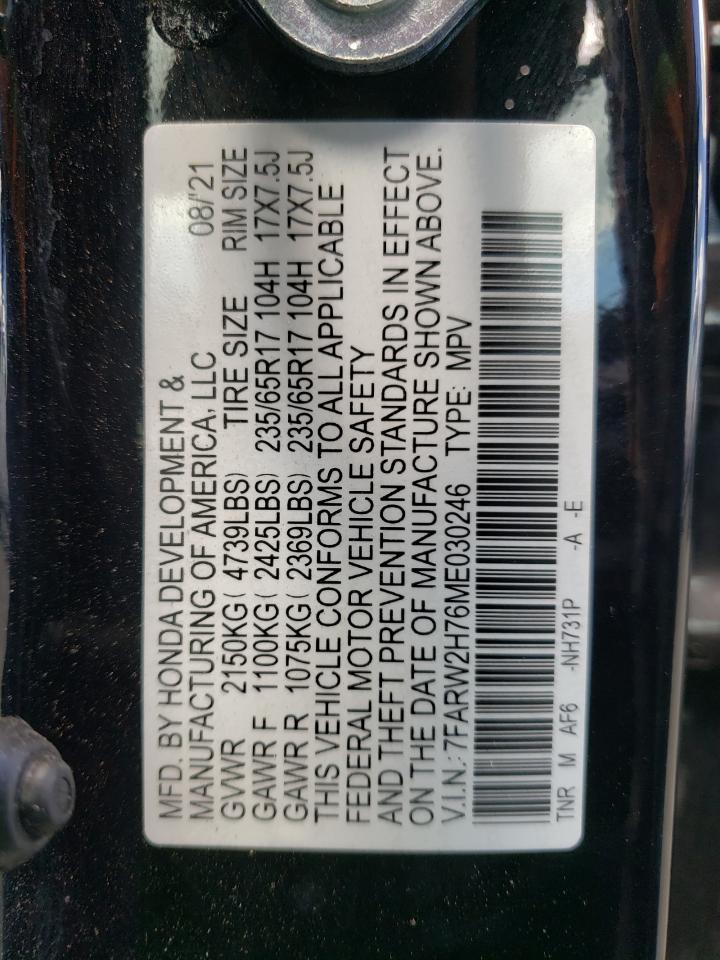 MFD. BY HONDA DEVELOPMENT &
MANUFACTURING OF AMERICA, LLC 08/'21
GVWR 2150KG( 4739LBS) TIRE SIZE RIM SIZE
GAWR F 1100KG( 2425LBS) 235/65R17 104H 17X7.5J
GAWR R 1075KG( 2369LBS) 235/65R17 104H 17X7.5J
THIS VEHICLE CONFORMS TO ALL APPLICABLE
FEDERAL MOTOR VEHICLE SAFETY
AND THEFT PREVENTION STANDARDS IN EFFECT
ON THE DATE OF MANUFACTURE SHOWN ABOVE.
V.I.N.: 7FARW2H76ME030246 TYPE: MPV
TNR M AF6 -NH731P -A -E